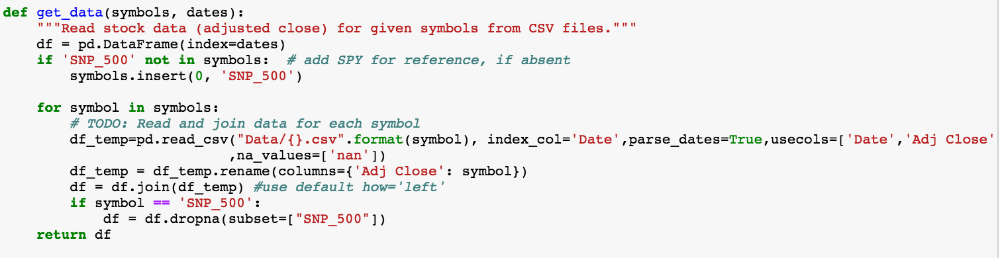 def get_data(symbols, dates):
    """Read stock data (adjusted close) for given symbols from CSV files."""
    df = pd.DataFrame(index=dates)
    if 'SNP_500' not in symbols:  # add SPY for reference, if absent
        symbols.insert(0, 'SNP_500')

    for symbol in symbols:
        # TODO: Read and join data for each symbol
        df_temp=pd.read_csv("Data/{}.csv".format(symbol), index_col='Date',parse_dates=True,usecols=['Date','Adj Close'
                           ,na_values=['nan'])
        df_temp = df_temp.rename(columns={'Adj Close': symbol})
        df = df.join(df_temp) #use default how='left'
        if symbol == 'SNP_500':
            df = df.dropna(subset=["SNP_500"])
    return df